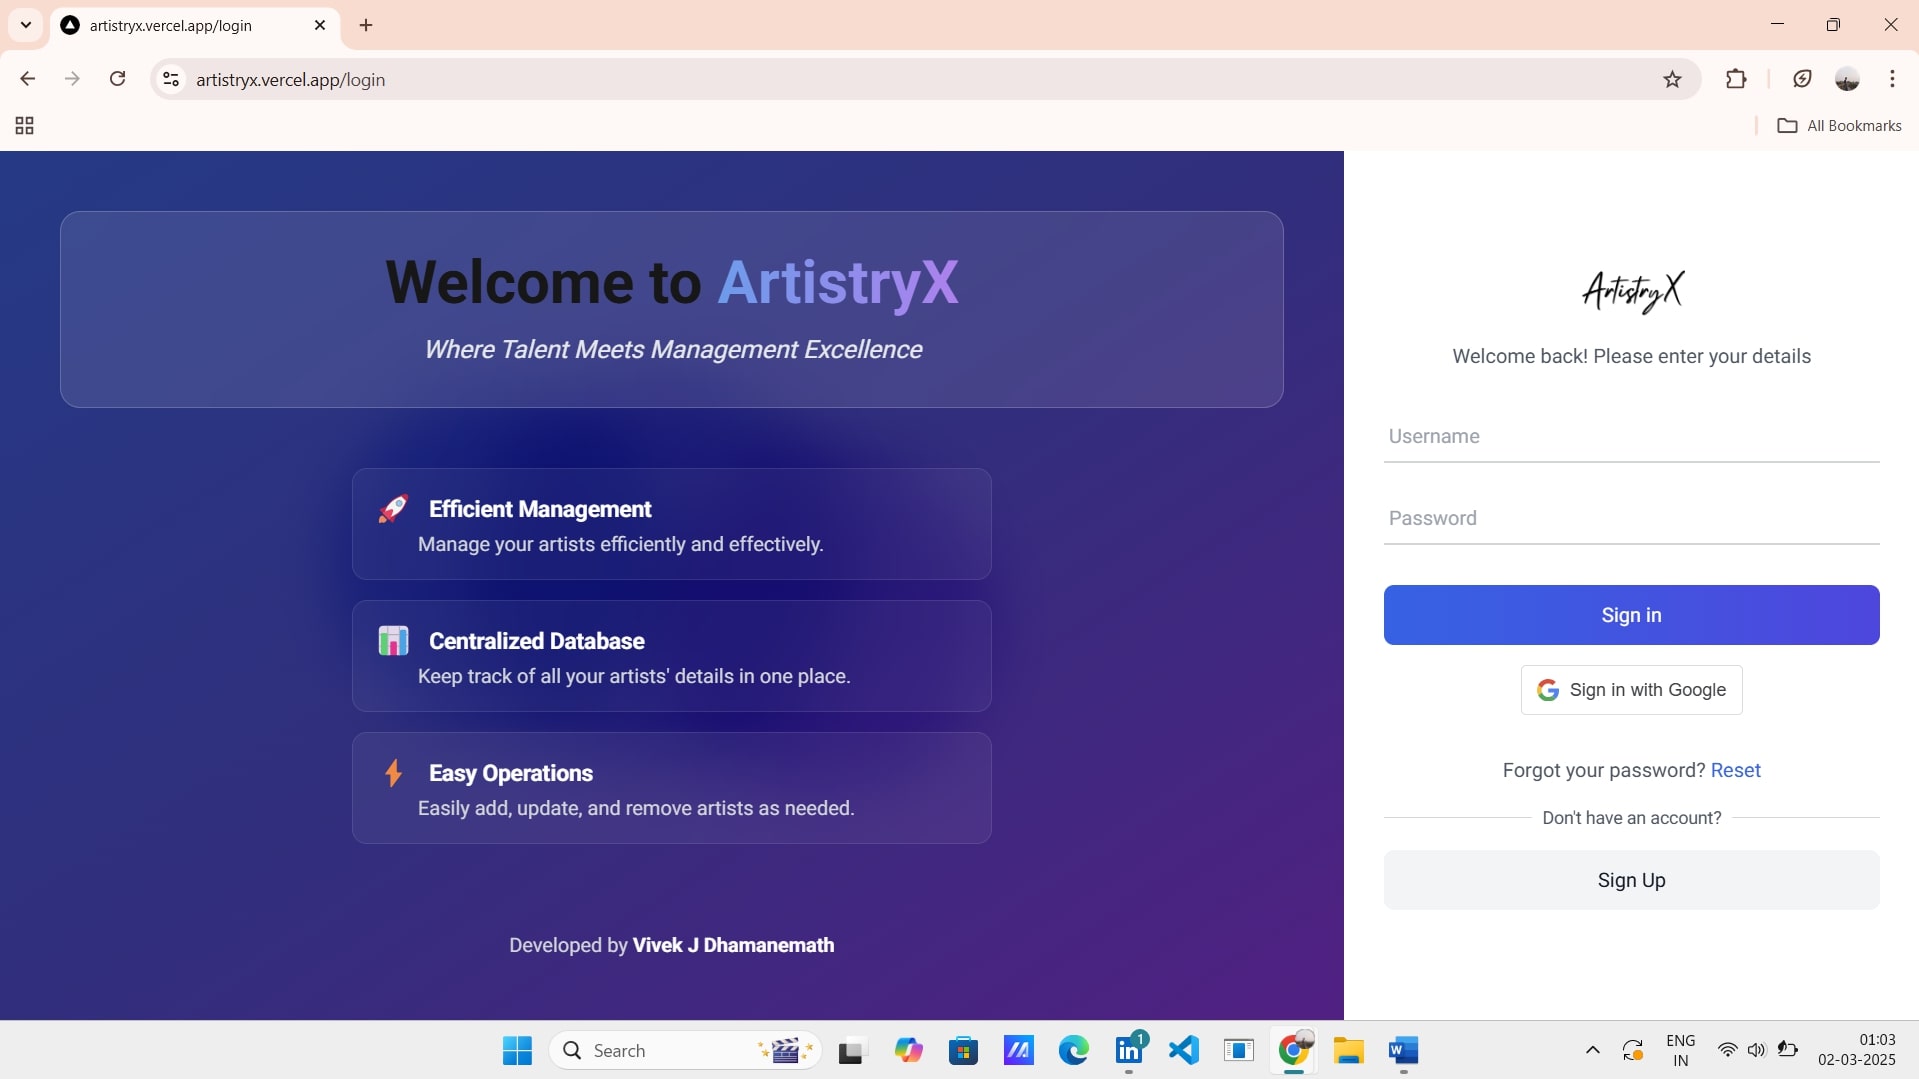 artistryx.vercel.app/login
artistryx.vercel.app/login
All Bookmarks
Welcome to ArtistryX
Where Talent Meets Management Excellence
Efficient Management
Manage your artists efficiently and effectively.
Centralized Database
Keep track of all your artists' details in one place.
Easy Operations
Easily add, update, and remove artists as needed.
Developed by Vivek J Dhamanemath
ArtistryX
Welcome back! Please enter your details
Username
Password
Sign in
Sign in with Google
Forgot your password? Reset
Don't have an account?
Sign Up
Search
1
ENG
IN
01:03
02-03-2025